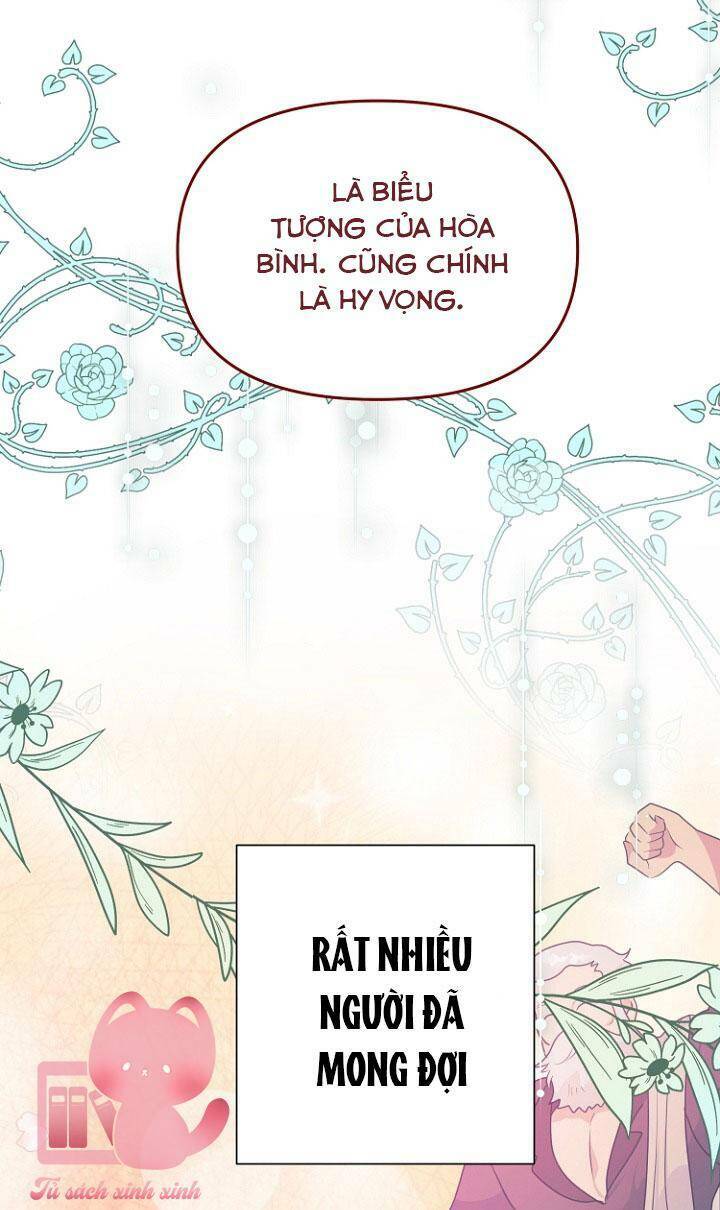 LÀ BIỂU
TƯỢNG CỦA HÒA
BÌNH. CŨNG CHÍNH
LÀ HY VỌNG.
RẤT NHIỀU
NGƯỜI ĐÃ
MONG ĐỢI
Tủ sách xinh xinh